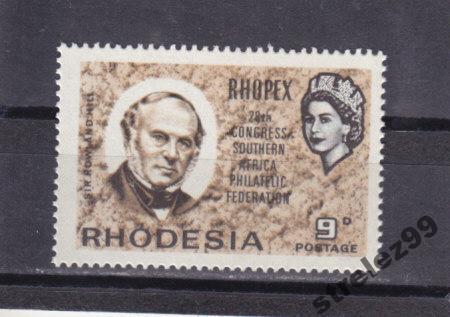 RHOPEX
28th
CONGRESS
SOUTHERN
AFRICA
PHILATELIC
FEDERATION
SIR ROWLAND HILL
9D
POSTAGE
RHODESIA
strelez99